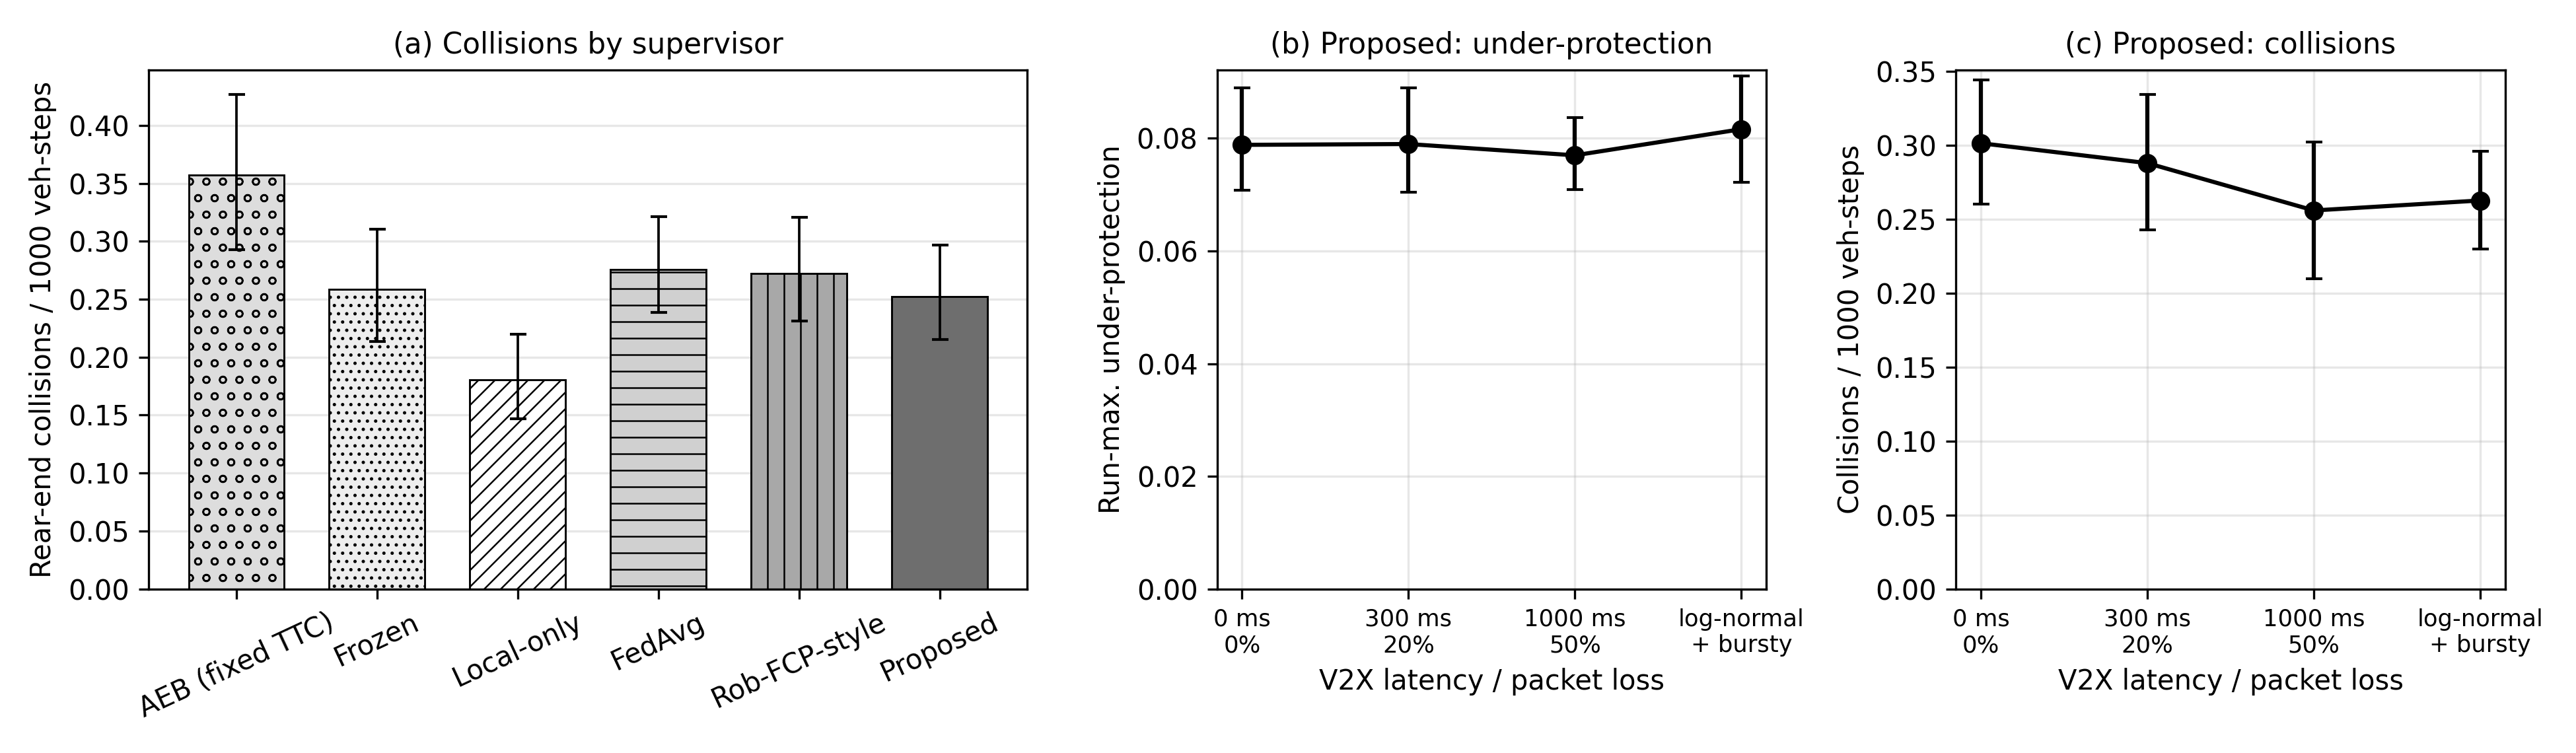 (a) Collisions by supervisor
Rear-end collisions / 1000 veh-steps
0.40
0.35
0.30
0.25
0.20
0.15
0.10
0.05
0.00
AEB (fixed TTC)
Frozen
Local-only
FedAvg
Rob-FCP-style
Proposed
(b) Proposed: under-protection
Run-max. under-protection
0.08
0.06
0.04
0.02
0.00
0 ms
0%
300 ms
20%
1000 ms
50%
log-normal
+ bursty
V2X latency / packet loss
(c) Proposed: collisions
Collisions / 1000 veh-steps
0.35
0.30
0.25
0.20
0.15
0.10
0.05
0.00
0 ms
0%
300 ms
20%
1000 ms
50%
log-normal
+ bursty
V2X latency / packet loss